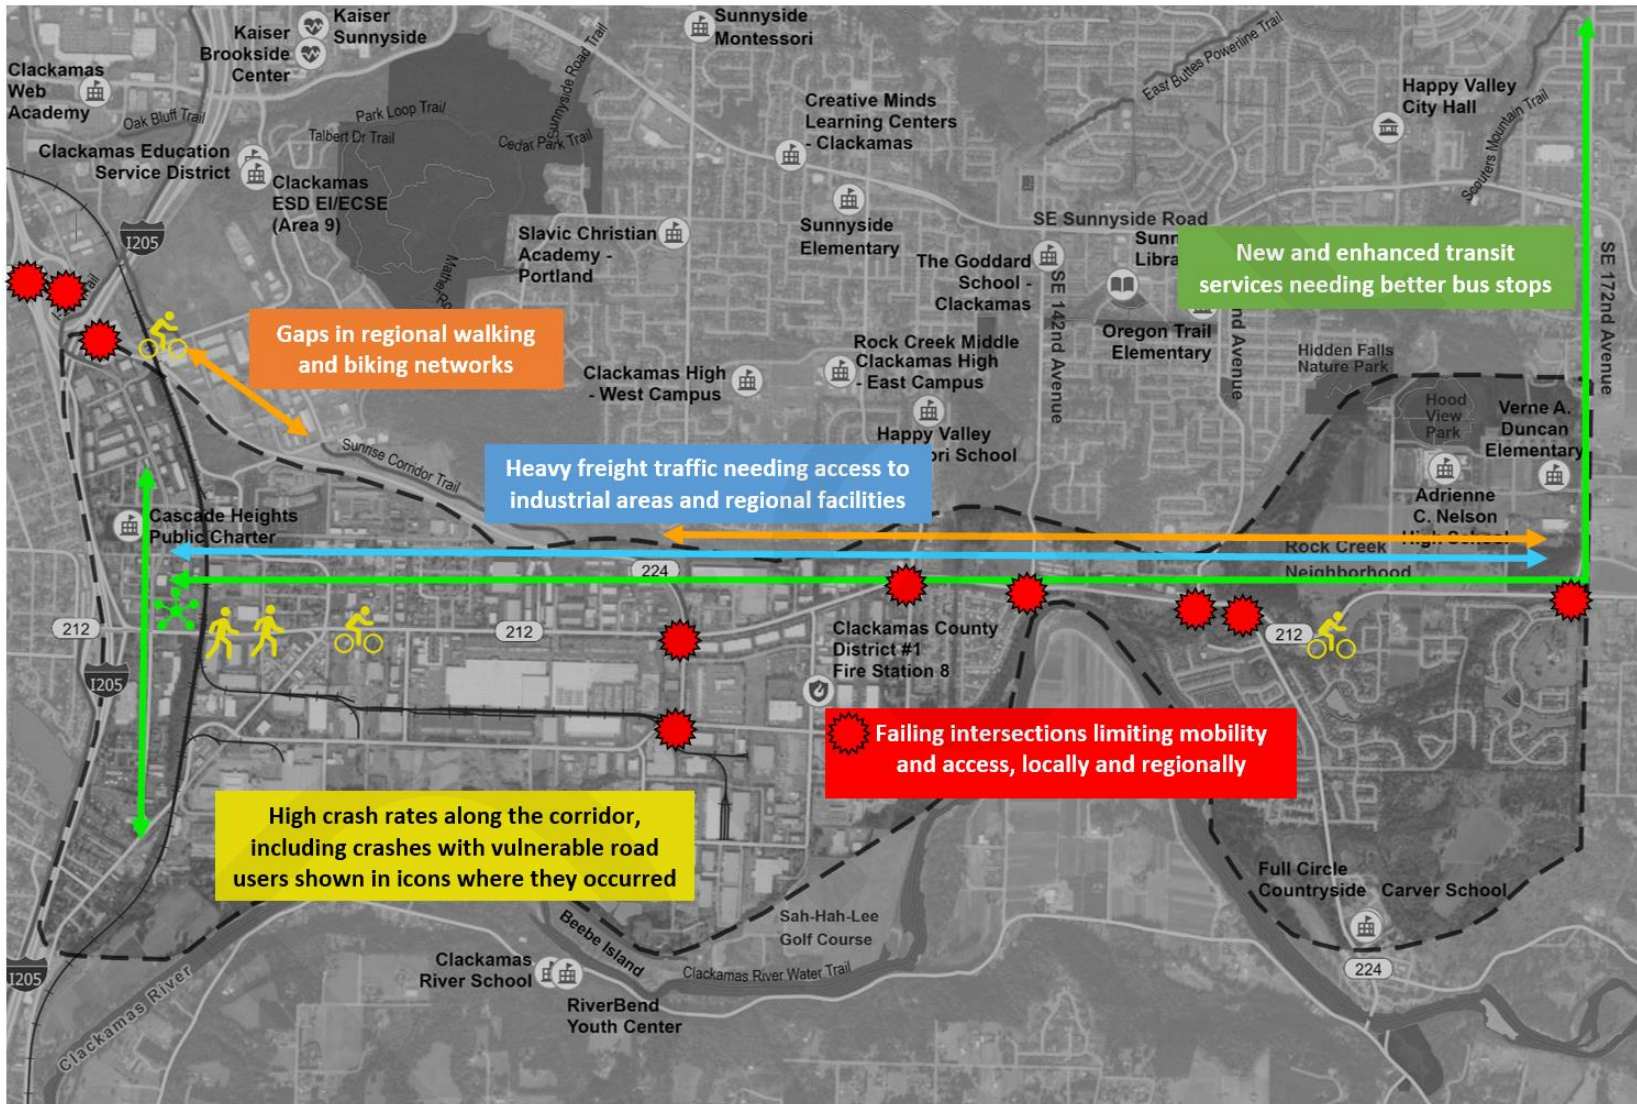 Kaiser
Sunnyside
Kaiser
Brookside
Center
Sunnyside
Montessori
Clackamas
Web
Academy
Oak Bluff Trail
Park Loop Trail
Talbert Dr Trail
Cedar Park Trail
Sunnyside Road Trail
East Buttes Powerline Trail
Happy Valley
City Hall
Scouters Mountain Trail
Creative Minds
Learning Centers
- Clackamas
Clackamas Education
Service District
Clackamas
ESD EI/ECSE
(Area 9)
I205
Slavic Christian
Academy -
Portland
Sunnyside
Elementary
SE Sunnyside Road
The Goddard
School -
Clackamas
SE 142nd Avenue
Oregon Trail
Elementary
New and enhanced transit
services needing better bus stops
SE 172nd Avenue
nd Avenue
Trail
Mather
Gaps in regional walking
and biking networks
Clackamas High
- West Campus
Rock Creek Middle
Clackamas High
- East Campus
Happy Valley
ori School
Hidden Falls
Nature Park
Hood
View
Park
Verne A.
Duncan
Elementary
Adrienne
C. Nelson
High School
Sunrise Corridor Trail
Heavy freight traffic needing access to
industrial areas and regional facilities
Cascade Heights
Public Charter
Rock Creek
Neighborhood
224
212
212
212
I205
Clackamas County
District #1
Fire Station 8
Failing intersections limiting mobility
and access, locally and regionally
High crash rates along the corridor,
including crashes with vulnerable road
users shown in icons where they occurred
Full Circle
Countryside
Carver School
224
Sah-Hah-Lee
Golf Course
Beebe Island
Clackamas River Water Trail
Clackamas
River School
RiverBend
Youth Center
I205
Clackamas River